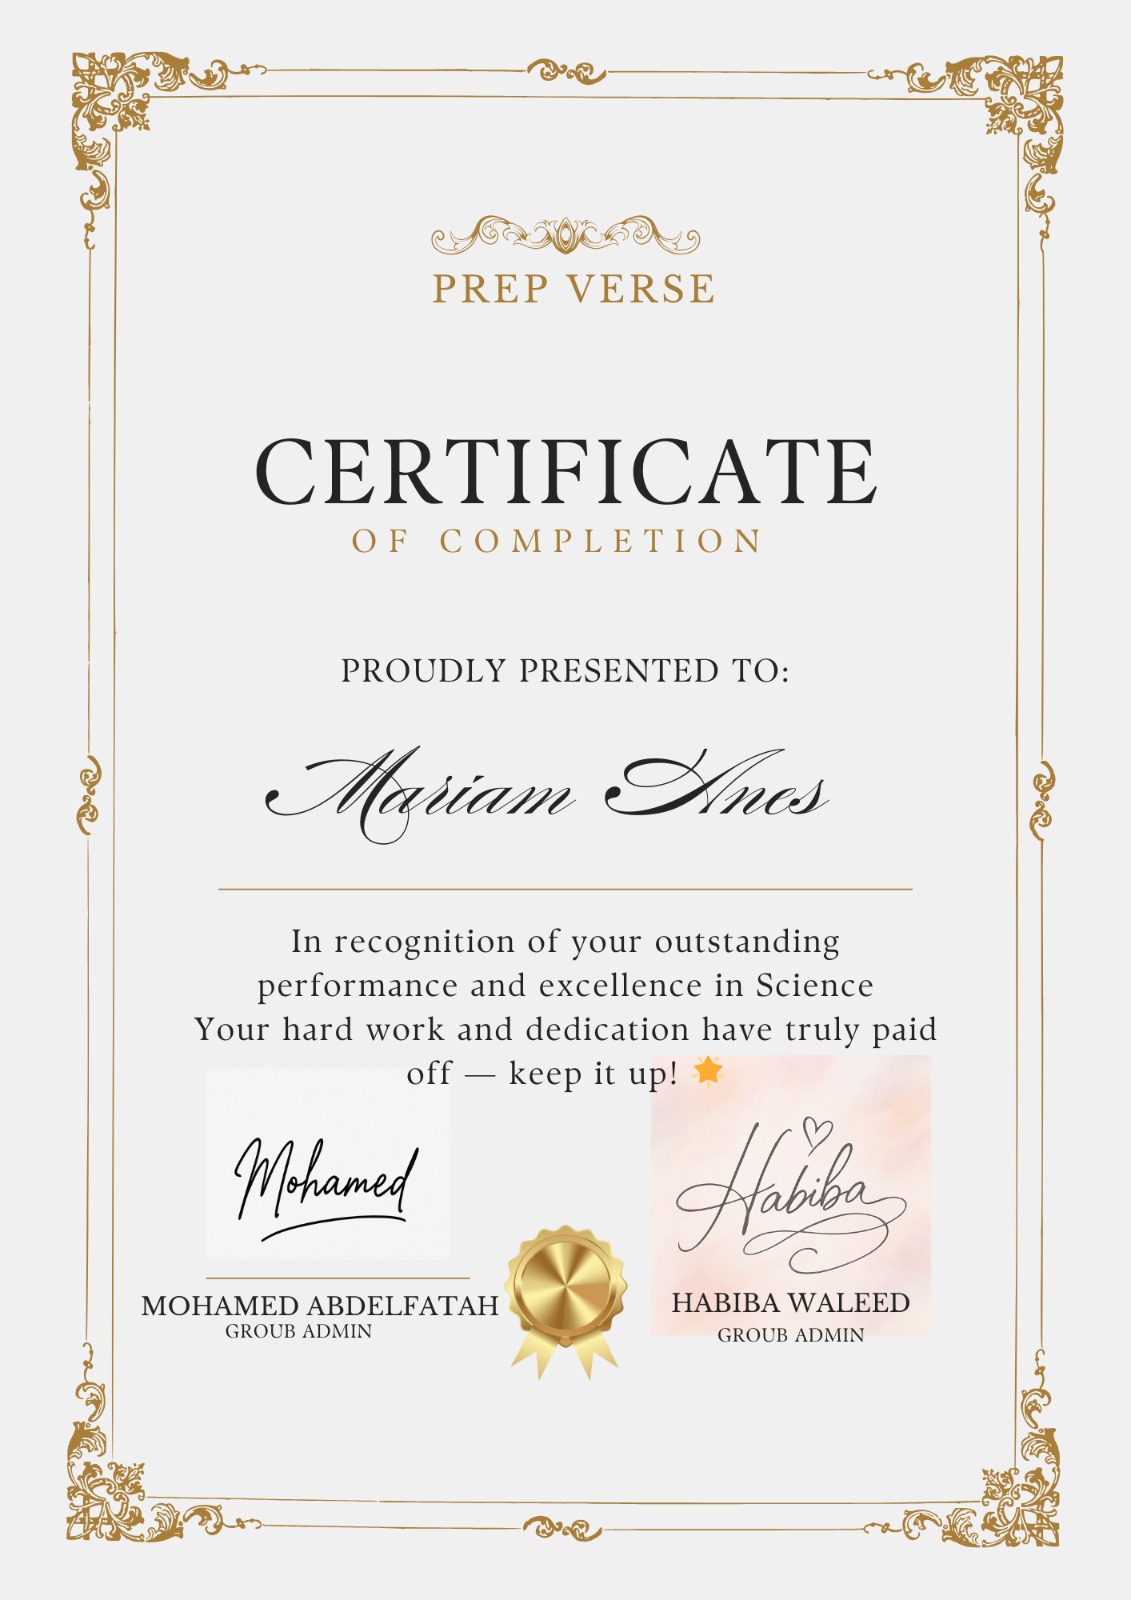 PREP VERSE
CERTIFICATE
OF COMPLETION
PROUDLY PRESENTED TO:
Mariam Anes
In recognition of your outstanding
performance and excellence in Science
Your hard work and dedication have truly paid
off — keep it up! 🌟
Mohamed
Habiba
MOHAMED ABDELFATAH
HABIBA WALEED
GROUB ADMIN
GROUB ADMIN